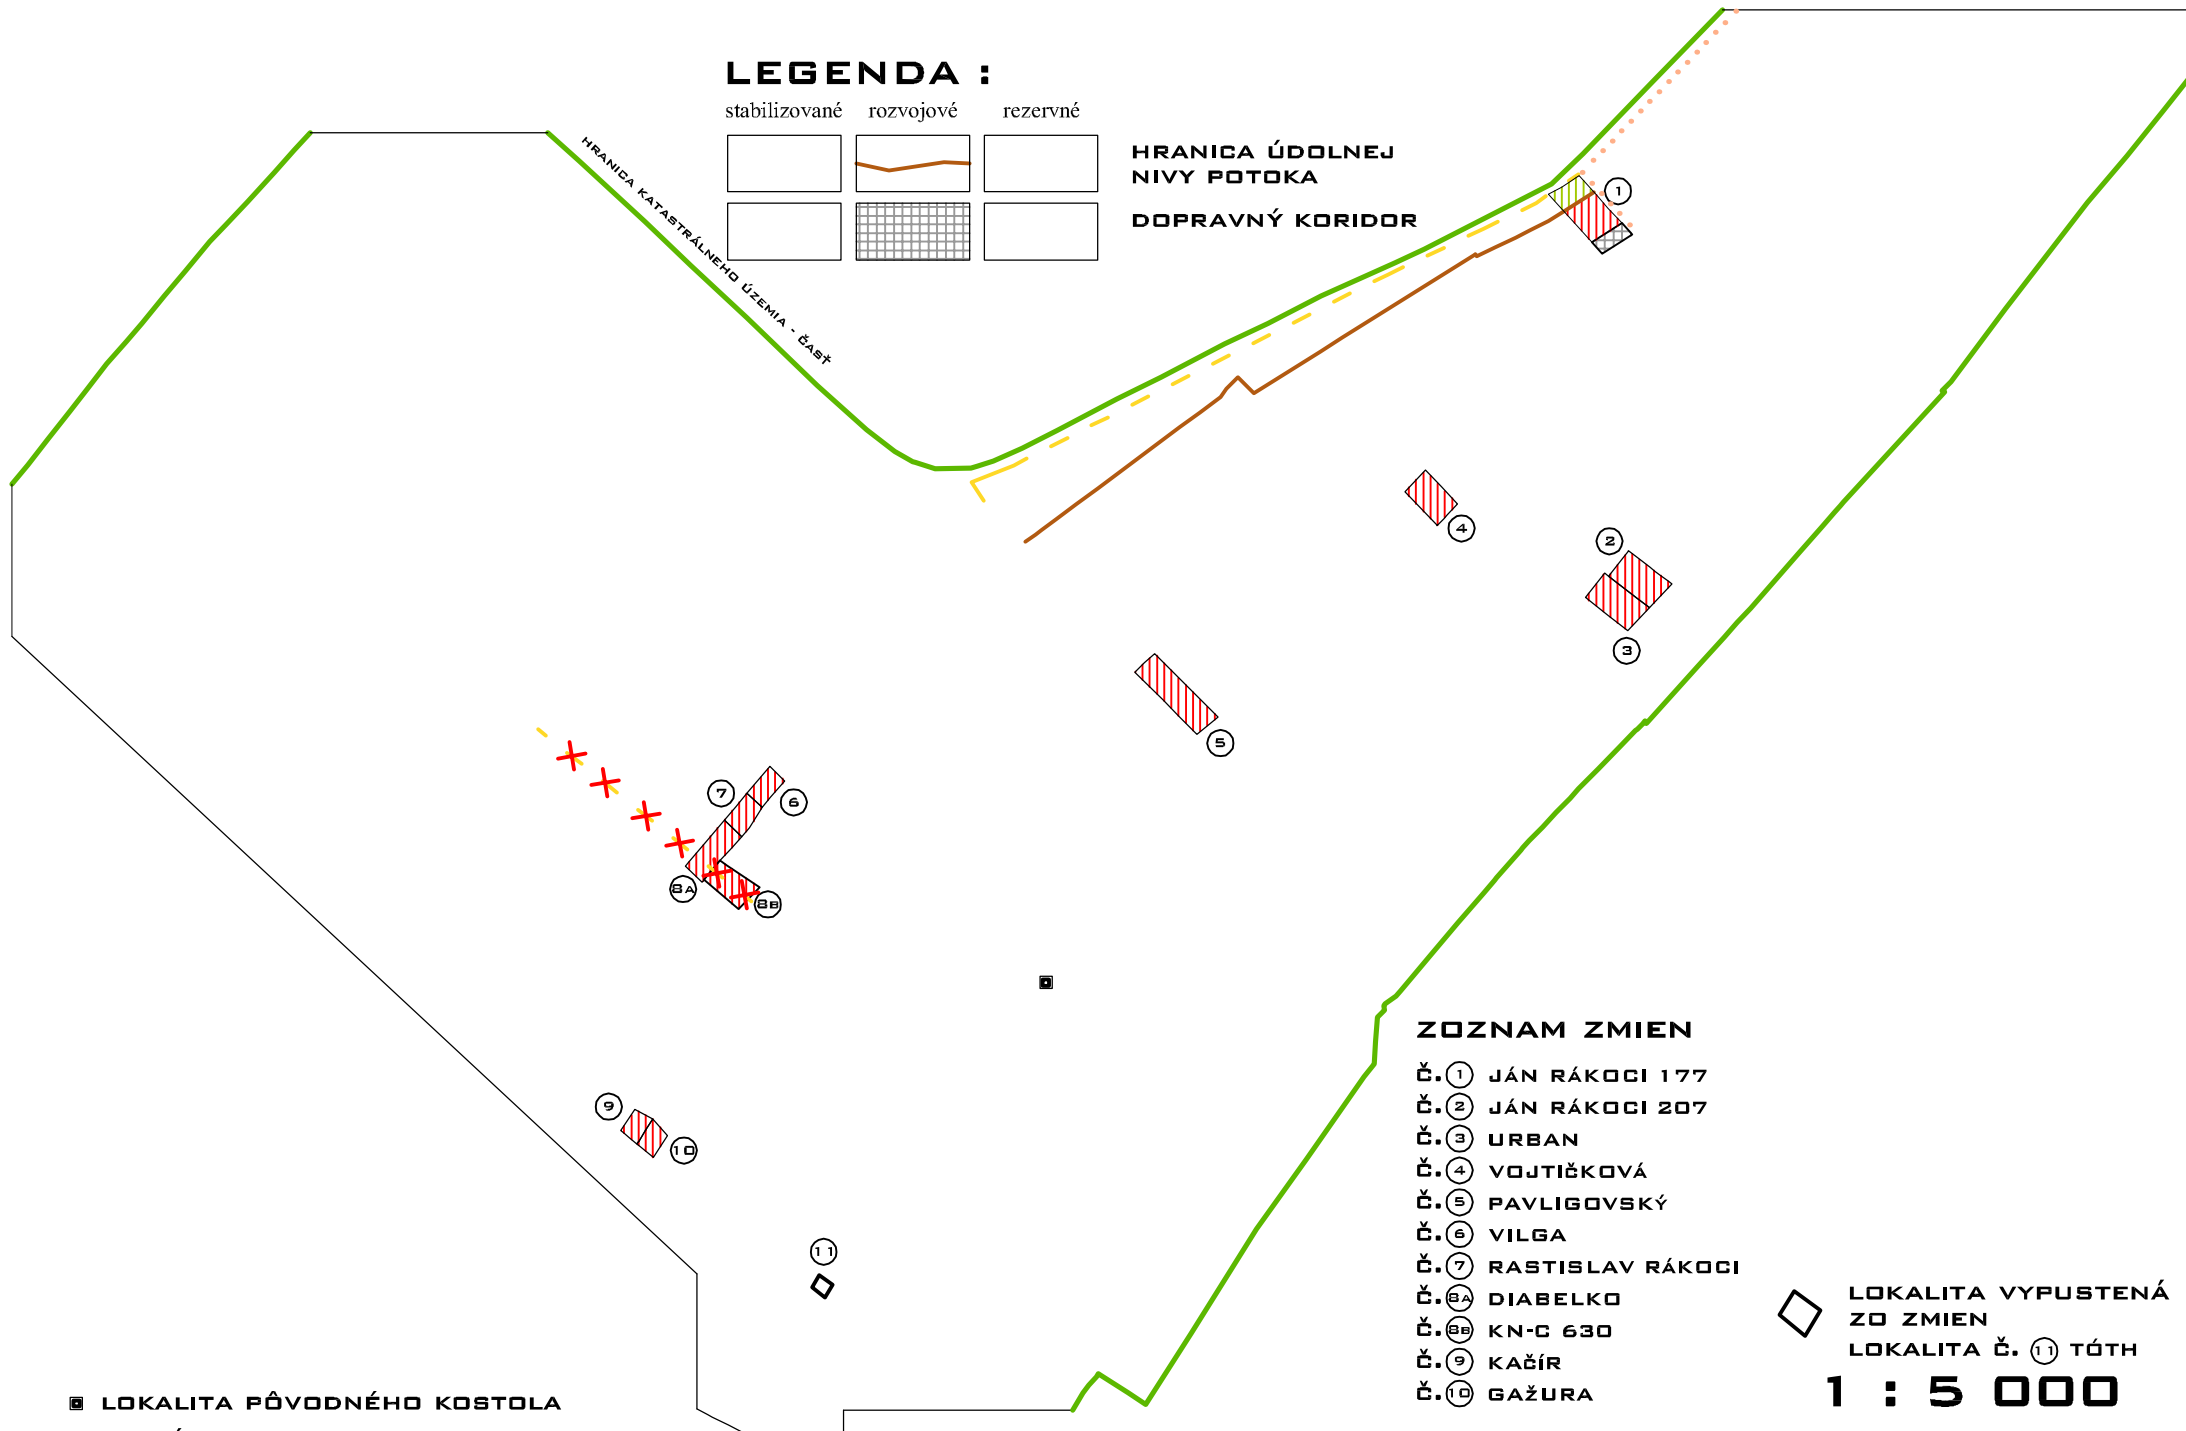 LEGENDA :
stabilizované rozvojové rezervné
HRANICA ÚDOLNEJ
NIVY POTOKA
DOPRAVNÝ KORIDOR
HRANICA KATASTRÁLNEHO ÚZEMIA - ČASŤ
1
4
2
3
5
7
6
8A
8B
9
10
11
ZOZNAM ZMIEN
Č. 1 JÁN RÁKOCI 177
Č. 2 JÁN RÁKOCI 207
Č. 3 URBAN
Č. 4 VOJTIČKOVÁ
Č. 5 PAVLIGOVSKÝ
Č. 6 VILGA
Č. 7 RASTISLAV RÁKOCI
Č. 8A DIABELKO
Č. 8B KN-C 630
Č. 9 KAČÍR
Č. 10 GAŽURA
LOKALITA VYPUSTENÁ
ZO ZMIEN
LOKALITA Č. 11 TÓTH
1 : 5 000
LOKALITA PÔVODNÉHO KOSTOLA